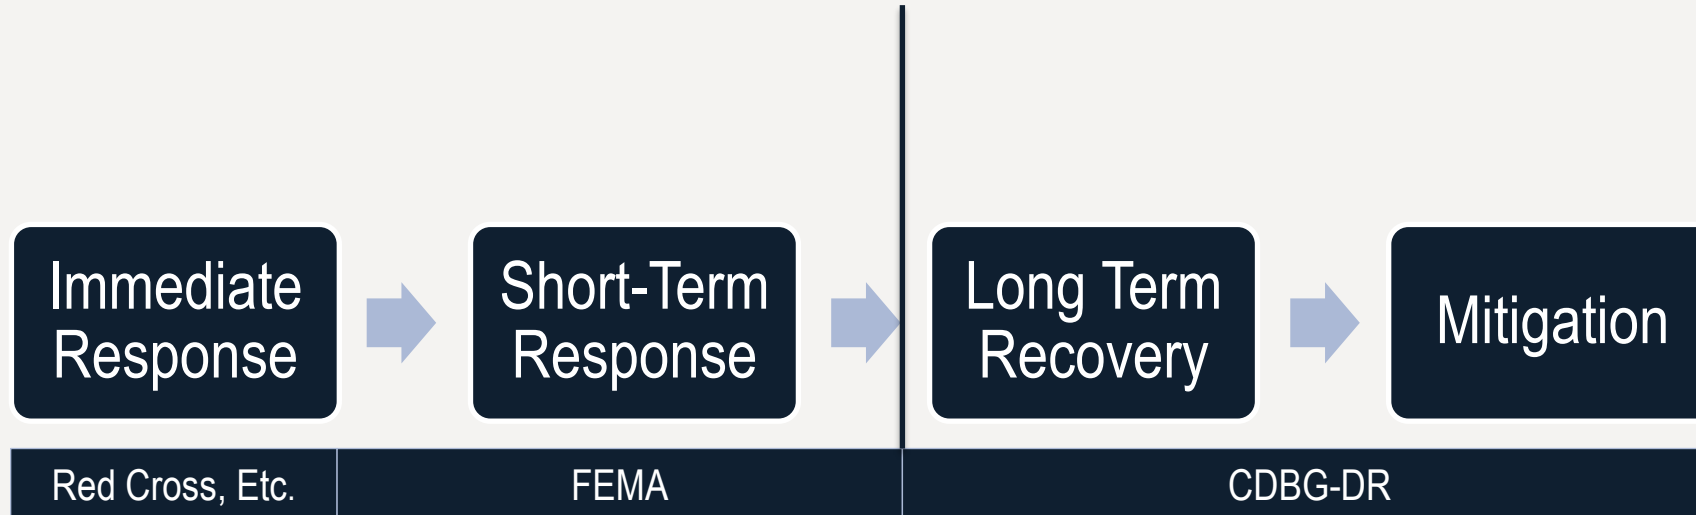 Immediate
Response
Short-Term
Response
Long Term
Recovery
Mitigation
Red Cross, Etc.
FEMA
CDBG-DR